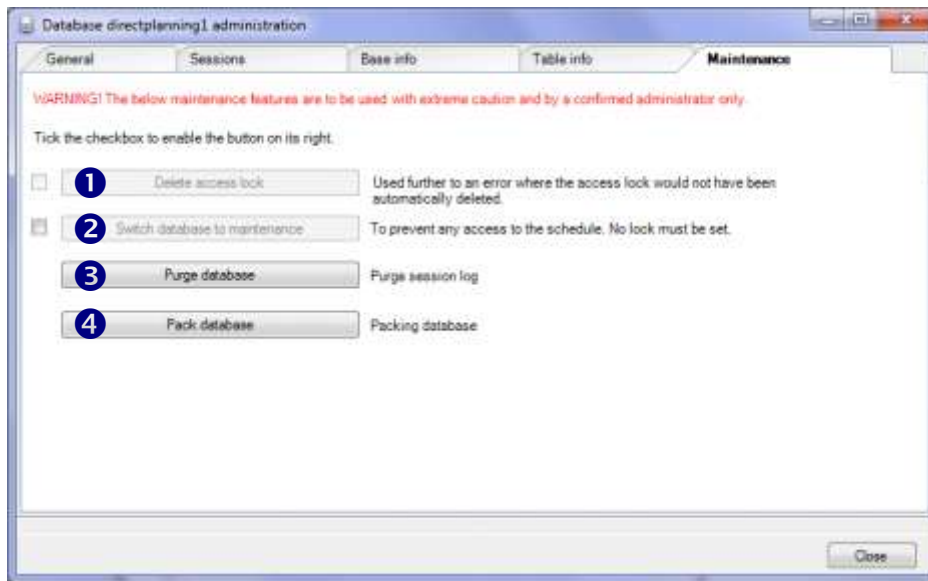 Database directplanning1 administration
General Sessions Base info Table info Maintenance
WARNING! The below maintenance features are to be used with extreme caution and by a confirmed administrator only.
Tick the checkbox to enable the button on its right.
1 Delete access lock Used further to an error where the access lock would not have been
automatically deleted.
2 Switch database to maintenance To prevent any access to the schedule. No lock must be set.
3 Purge database Purge session log
4 Pack database Packing database
Close